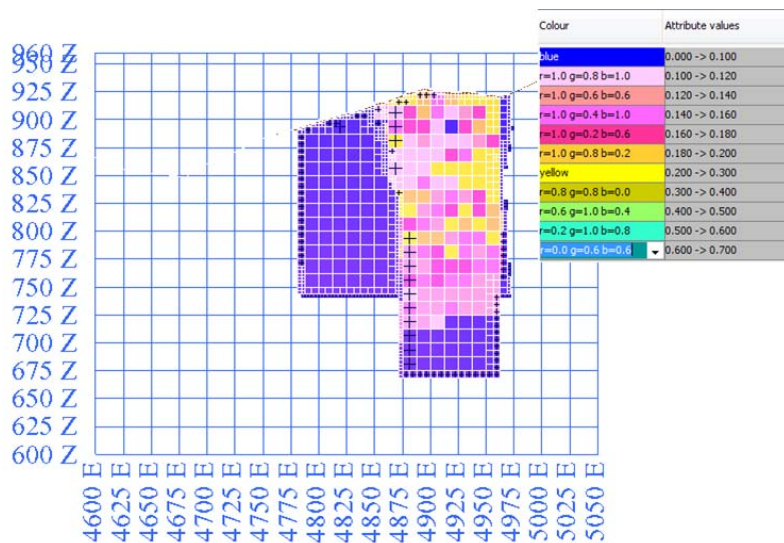 Colour Attribute values
blue 0.000 -> 0.100
r=1.0 g=0.8 b=1.0 0.100 -> 0.120
r=1.0 g=0.6 b=0.6 0.120 -> 0.140
r=1.0 g=0.4 b=1.0 0.140 -> 0.160
r=1.0 g=0.2 b=0.6 0.160 -> 0.180
r=1.0 g=0.8 b=0.2 0.180 -> 0.200
yellow 0.200 -> 0.300
r=0.8 g=0.8 b=0.0 0.300 -> 0.400
r=0.6 g=1.0 b=0.4 0.400 -> 0.500
r=0.2 g=1.0 b=0.8 0.500 -> 0.600
r=0.0 g=0.6 b=0.6 0.600 -> 0.700
960 Z
950 Z
925 Z
900 Z
875 Z
850 Z
825 Z
800 Z
775 Z
750 Z
725 Z
700 Z
675 Z
650 Z
625 Z
600 Z
4600 E
4625 E
4650 E
4675 E
4700 E
4725 E
4750 E
4775 E
4800 E
4825 E
4850 E
4875 E
4900 E
4925 E
4950 E
4975 E
5000 E
5025 E
5050 E